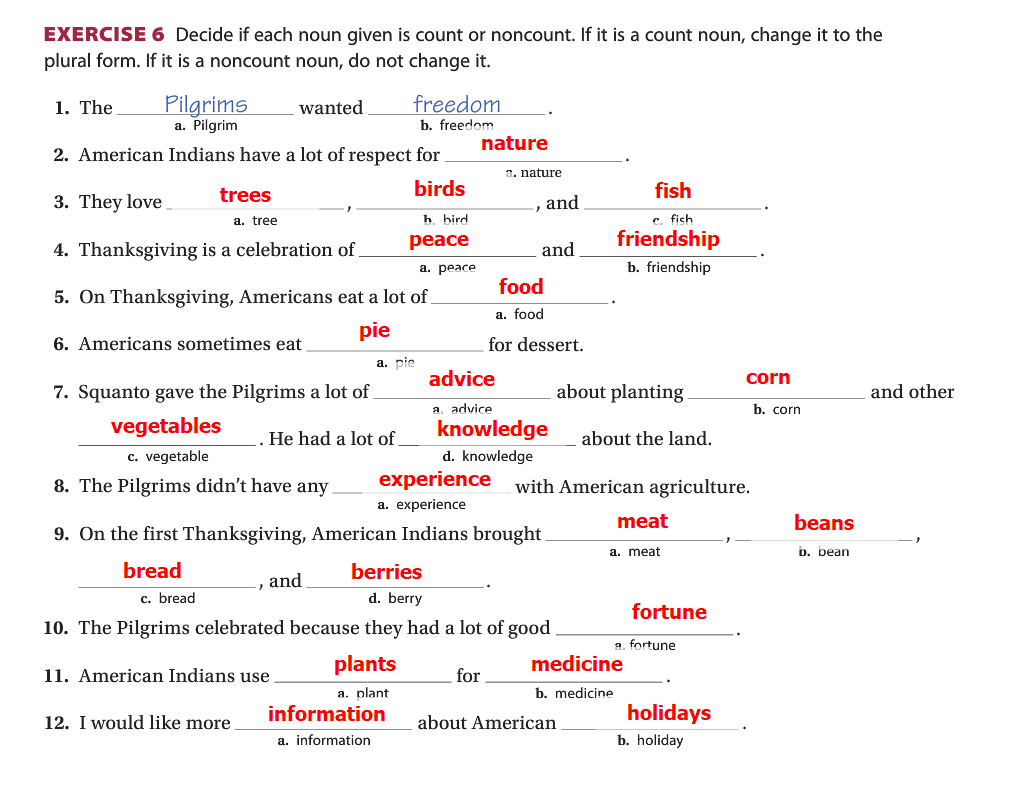 EXERCISE 6 Decide if each noun given is count or noncount. If it is a count noun, change it to the
plural form. If it is a noncount noun, do not change it.
1. The Pilgrims wanted freedom.
a. Pilgrim b. freedom
2. American Indians have a lot of respect for nature.
a. nature
3. They love trees, birds, and fish.
a. tree b. bird c. fish
4. Thanksgiving is a celebration of peace and friendship.
a. peace b. friendship
5. On Thanksgiving, Americans eat a lot of food.
a. food
6. Americans sometimes eat pie for dessert.
a. pie
7. Squanto gave the Pilgrims a lot of advice about planting corn and other
a. advice b. corn
vegetables. He had a lot of knowledge about the land.
c. vegetable d. knowledge
8. The Pilgrims didn't have any experience with American agriculture.
a. experience
9. On the first Thanksgiving, American Indians brought meat, beans,
a. meat b. bean
bread, and berries.
c. bread d. berry
10. The Pilgrims celebrated because they had a lot of good fortune.
a. fortune
11. American Indians use plants for medicine.
a. plant b. medicine
12. I would like more information about American holidays.
a. information b. holiday